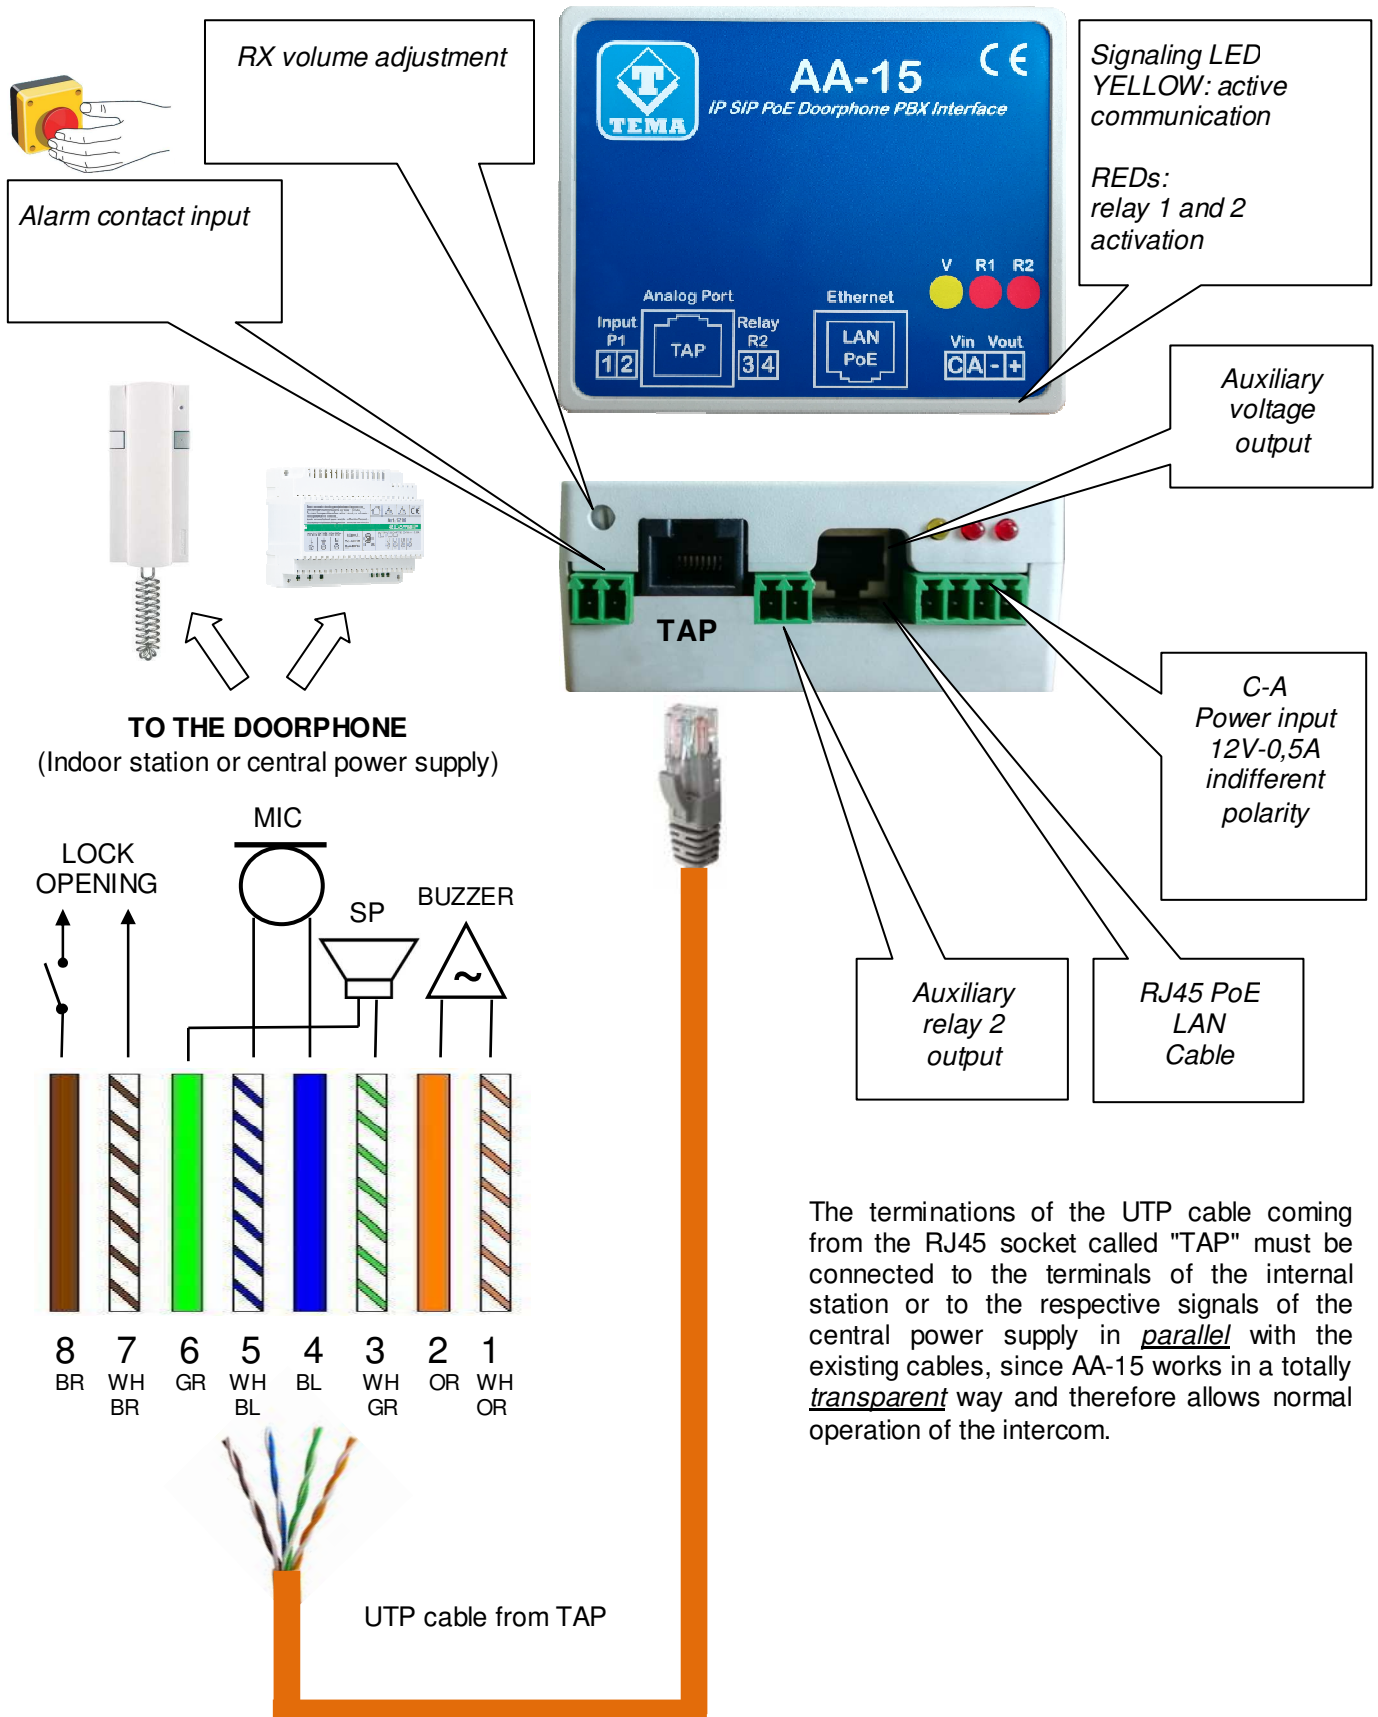 RX volume adjustment
Alarm contact input
TEMA
AA-15
IP SIP PoE Doorphone PBX Interface
V R1 R2
Analog Port
Ethernet
Input
P1
1 2
TAP
Relay
R2
3 4
LAN
PoE
Vin Vout
C A - +
Signaling LED
YELLOW: active
communication
REDs:
relay 1 and 2
activation
Auxiliary
voltage
output
TAP
C-A
Power input
12V-0,5A
indifferent
polarity
TO THE DOORPHONE
(Indoor station or central power supply)
LOCK
OPENING
MIC
SP
BUZZER
~
Auxiliary
relay 2
output
RJ45 PoE
LAN
Cable
8 7 6 5 4 3 2 1
BR WH GR WH BL WH OR WH
BR BL GR OR
The terminations of the UTP cable coming
from the RJ45 socket called "TAP" must be
connected to the terminals of the internal
station or to the respective signals of the
central power supply in parallel with the
existing cables, since AA-15 works in a totally
transparent way and therefore allows normal
operation of the intercom.
UTP cable from TAP